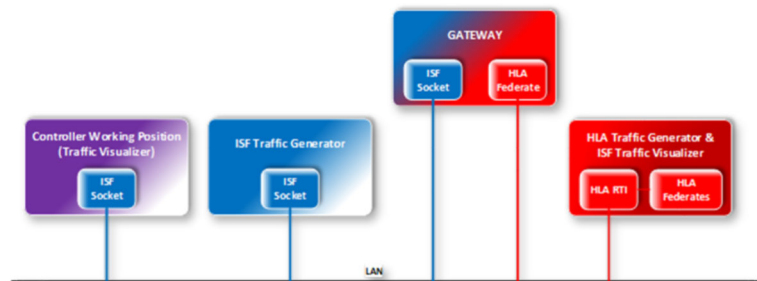 GATEWAY
ISF
Socket
HLA
Federate
Controller Working Position
(Traffic Visualizer)
ISF
Socket
ISF Traffic Generator
ISF
Socket
HLA Traffic Generator &
ISF Traffic Visualizer
HLA RTI
HLA
Federates
LAN